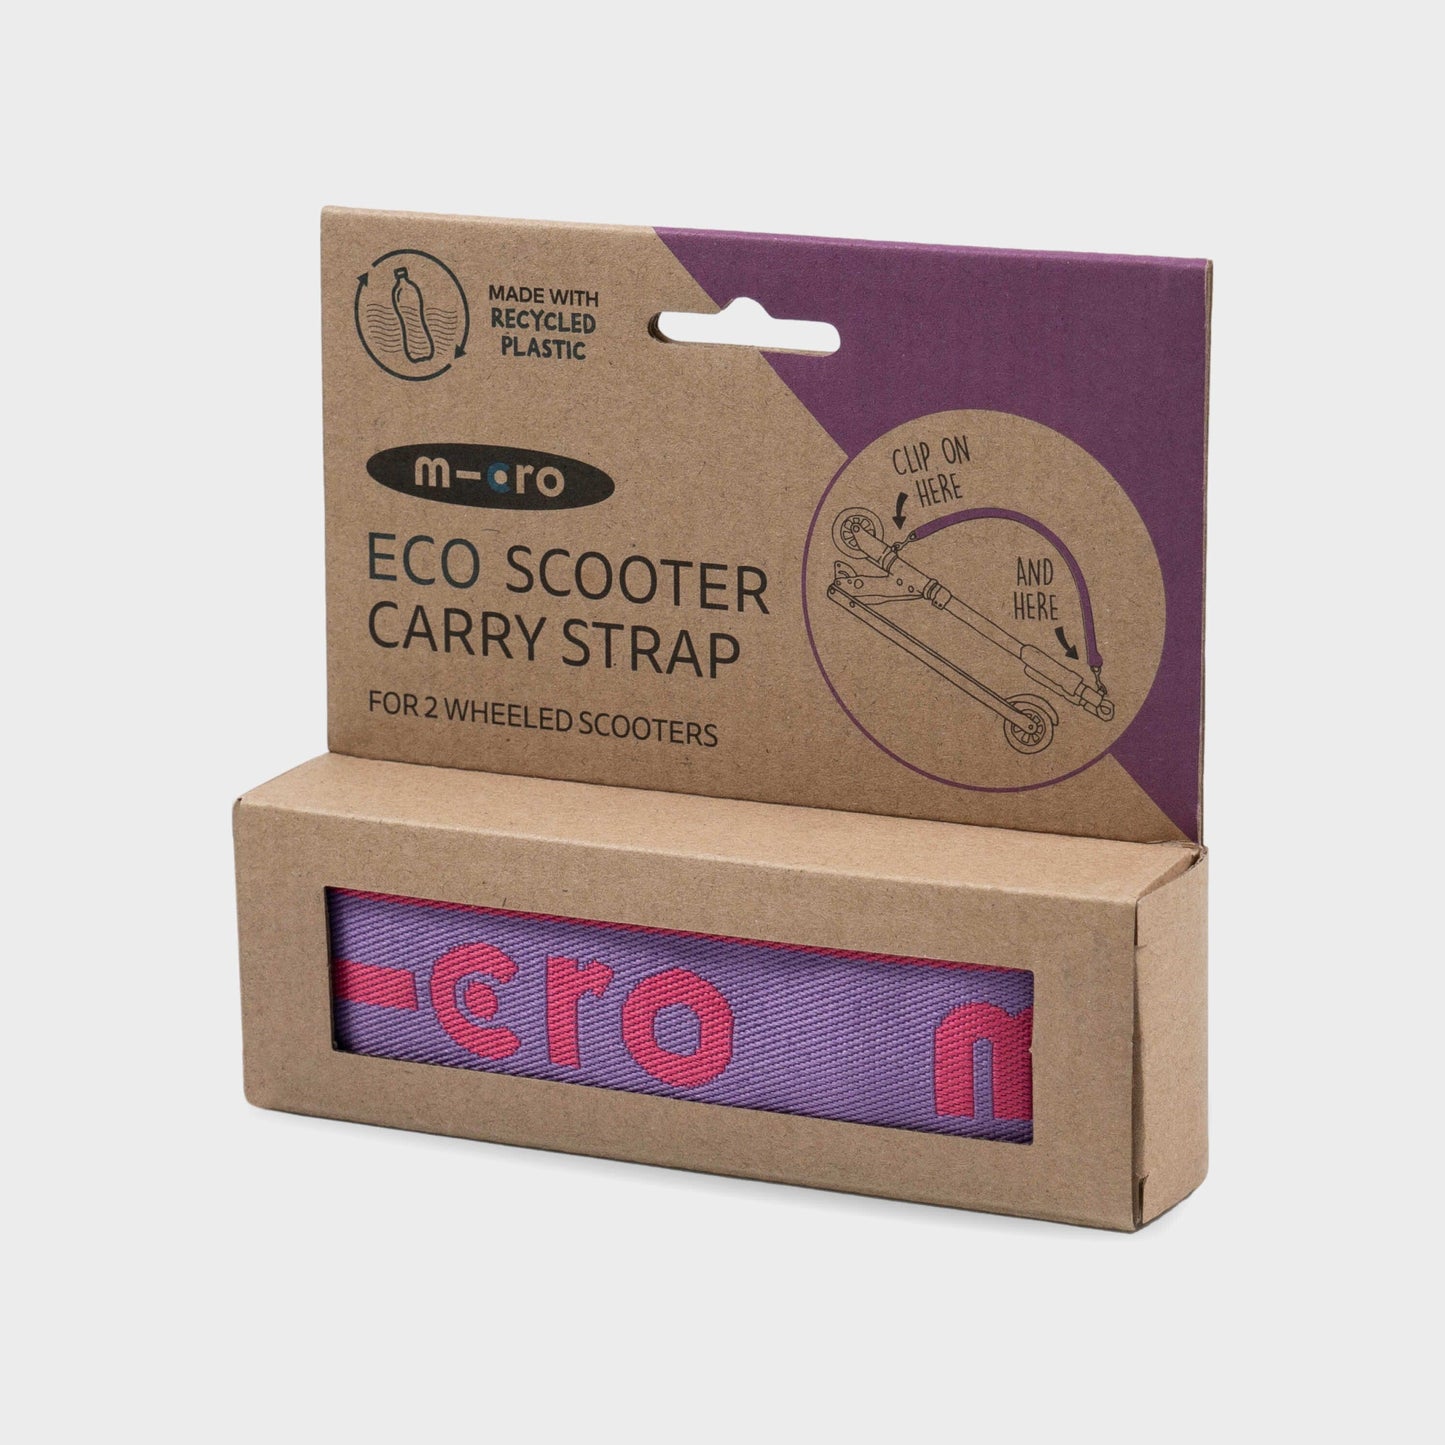 MADE WITH
RECYCLED
PLASTIC
m-cro
ECO SCOOTER
CARRY STRAP
FOR 2 WHEELED SCOOTERS
CLIP ON
HERE
AND
HERE
-cro m